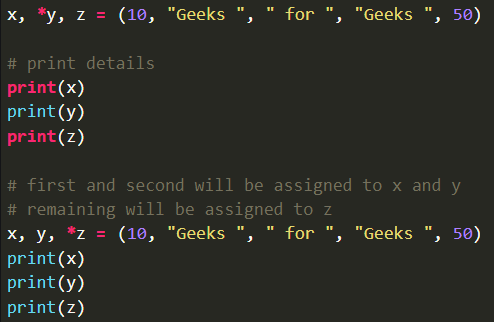 x, *y, z = (10, "Geeks ", " for ", "Geeks ", 50)
# print details
print(x)
print(y)
print(z)
# first and second will be assigned to x and y
# remaining will be assigned to z
x, y, *z = (10, "Geeks ", " for ", "Geeks ", 50)
print(x)
print(y)
print(z)